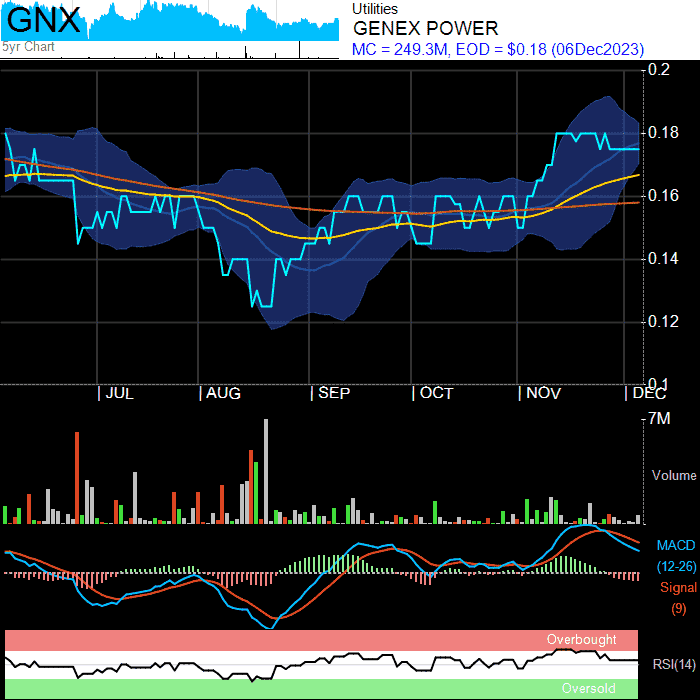 GNX
5yr Chart
Utilities
GENEX POWER
MC = 249.3M, EOD = $0.18 (06Dec2023)
0.2
0.18
0.16
0.14
0.12
0.1
| JUL
| AUG
| SEP
| OCT
| NOV
| DEC
7M
Volume
MACD
(12-26)
Signal
(9)
Overbought
RSI(14)
Oversold